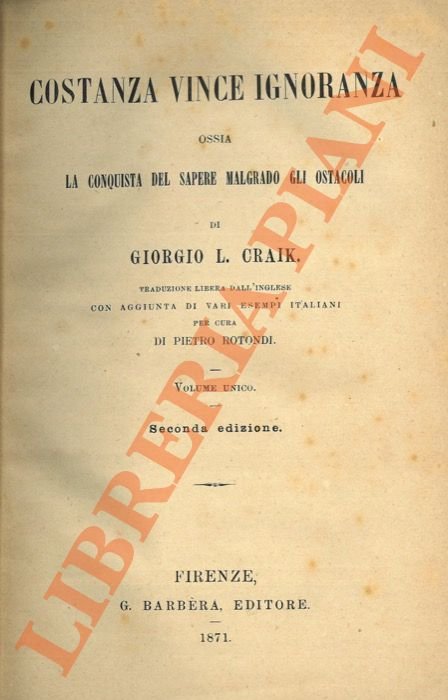 COSTANZA VINCE IGNORANZA
OSSIA
LA CONQUISTA DEL SAPERE MALGRADO GLI OSTACOLI
DI
GIORGIO L. CRAIK.
TRADUZIONE LIBERA DALL'INGLESE
CON AGGIUNTA DI VARI ESEMPI ITALIANI
PER CURA
DI PIETRO ROTONDI.
VOLUME UNICO.
Seconda edizione.
FIRENZE,
G. BARBÈRA, EDITORE.
1871.
LIBRERIA PIANI